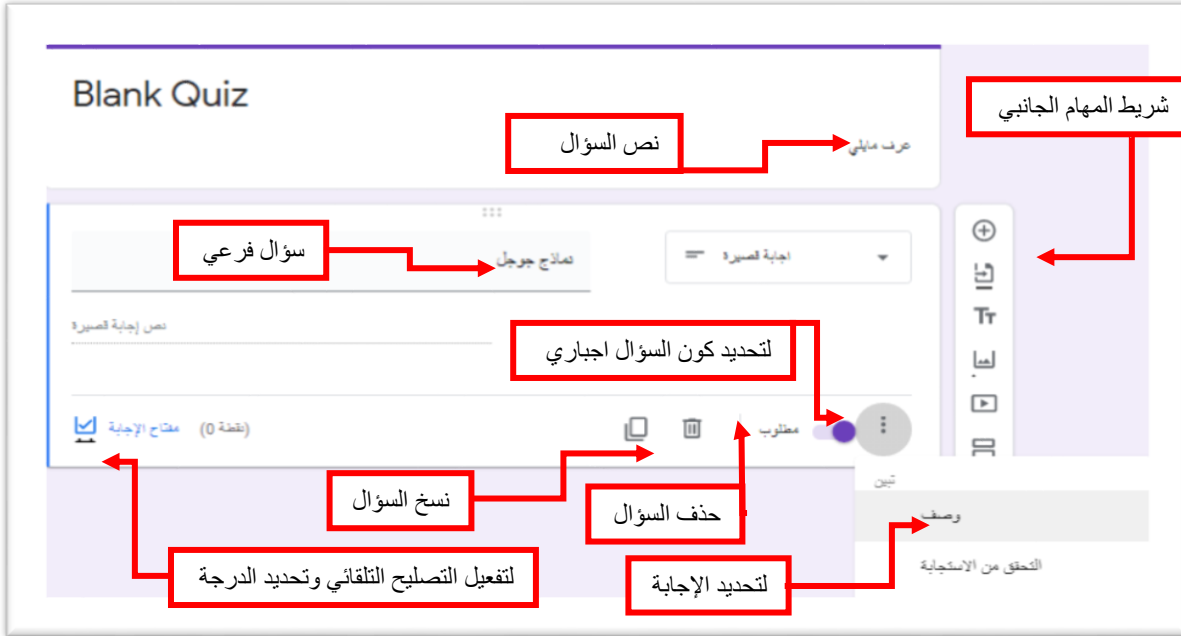 Blank Quiz
شريط المهام الجانبي
نص السؤال
عرف مايلي
سؤال فرعي
نماذج جوجل
اجابة قصيرة
نص إجابة قصيرة
Tт
لتحديد كون السؤال اجباري
مطلوب
مفتاح الإجابة (0 نقطة)
نسخ السؤال
حذف السؤال
تبين
وصف
لتفعيل التصليح التلقائي وتحديد الدرجة
لتحديد الإجابة
التحقق من الاستجابة